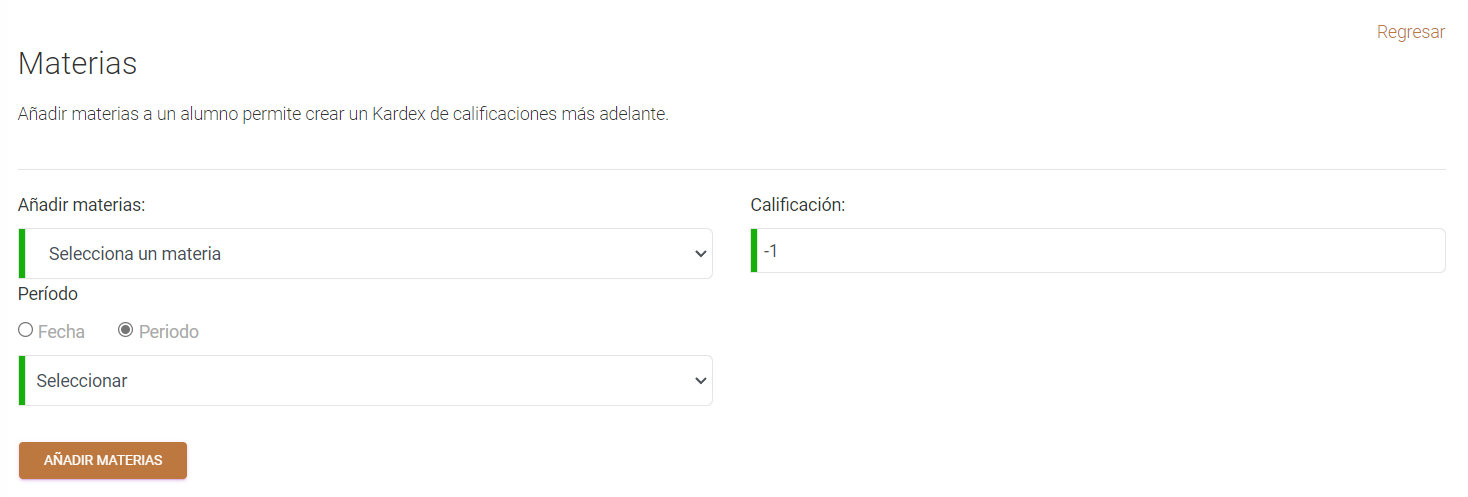 Regresar
Materias
Añadir materias a un alumno permite crear un Kardex de calificaciones más adelante.
Añadir materias:
Selecciona un materia
Calificación:
-1
Período
Fecha Periodo
Seleccionar
AÑADIR MATERIAS